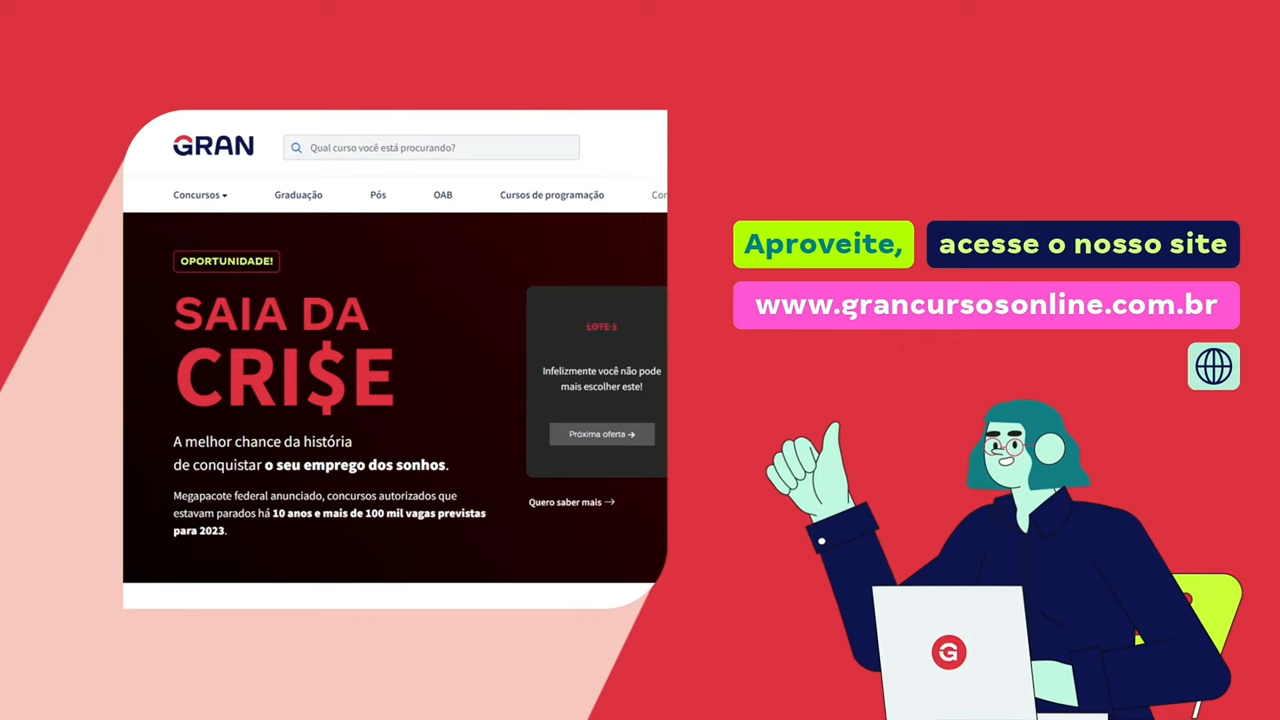 GRAN
Qual curso você está procurando?
Concursos
Graduação
Pós
OAB
Cursos de programação
OPORTUNIDADE!
SAIA DA
CRI$E
A melhor chance da história
de conquistar o seu emprego dos sonhos.
Megapacote federal anunciado, concursos autorizados que
estavam parados há 10 anos e mais de 100 mil vagas previstas
para 2023.
LOTE 1
Infelizmente você não pode
mais escolher este!
Próxima oferta →
Quero saber mais →
Aproveite, acesse o nosso site
www.grancursosonline.com.br
G